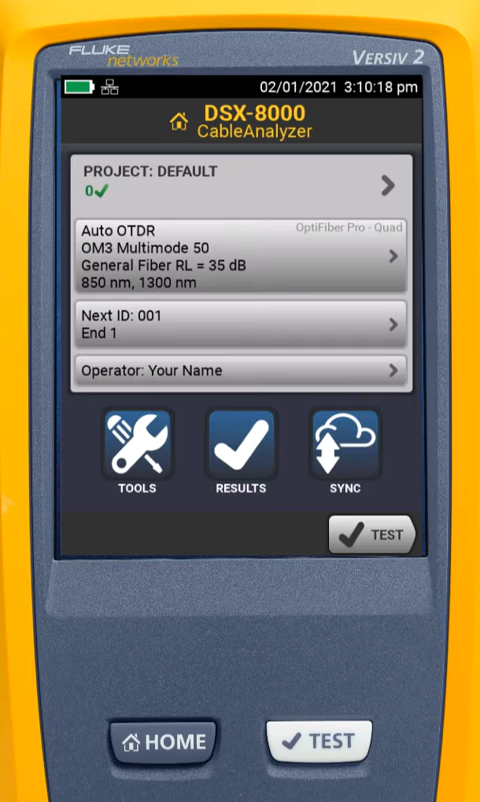 FLUKE
networks
VERSIV 2
02/01/2021 3:10:18 pm
DSX-8000
CableAnalyzer
PROJECT: DEFAULT
0
Auto OTDR
OptiFiber Pro - Quad
OM3 Multimode 50
General Fiber RL = 35 dB
850 nm, 1300 nm
Next ID: 001
End 1
Operator: Your Name
TOOLS
RESULTS
SYNC
TEST
HOME
TEST